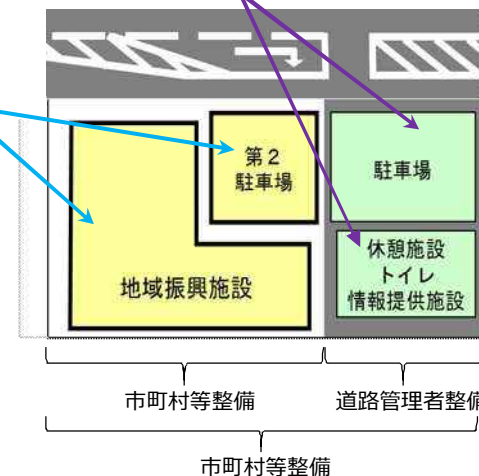 第２
駐車場
駐車場
地域振興施設
休憩施設
トイレ
情報提供施設
市町村等整備
道路管理者整備
市町村等整備